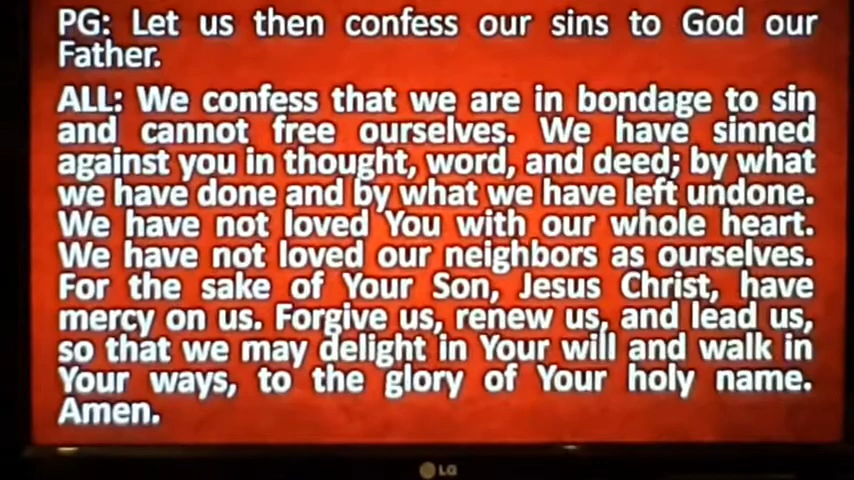 PG: Let us then confess our sins to God our
Father.
ALL: We confess that we are in bondage to sin
and cannot free ourselves. We have sinned
against you in thought, word, and deed; by what
we have done and by what we have left undone.
We have not loved You with our whole heart.
We have not loved our neighbors as ourselves.
For the sake of Your Son, Jesus Christ, have
mercy on us. Forgive us, renew us, and lead us,
so that we may delight in Your will and walk in
Your ways, to the glory of Your holy name.
Amen.
LG